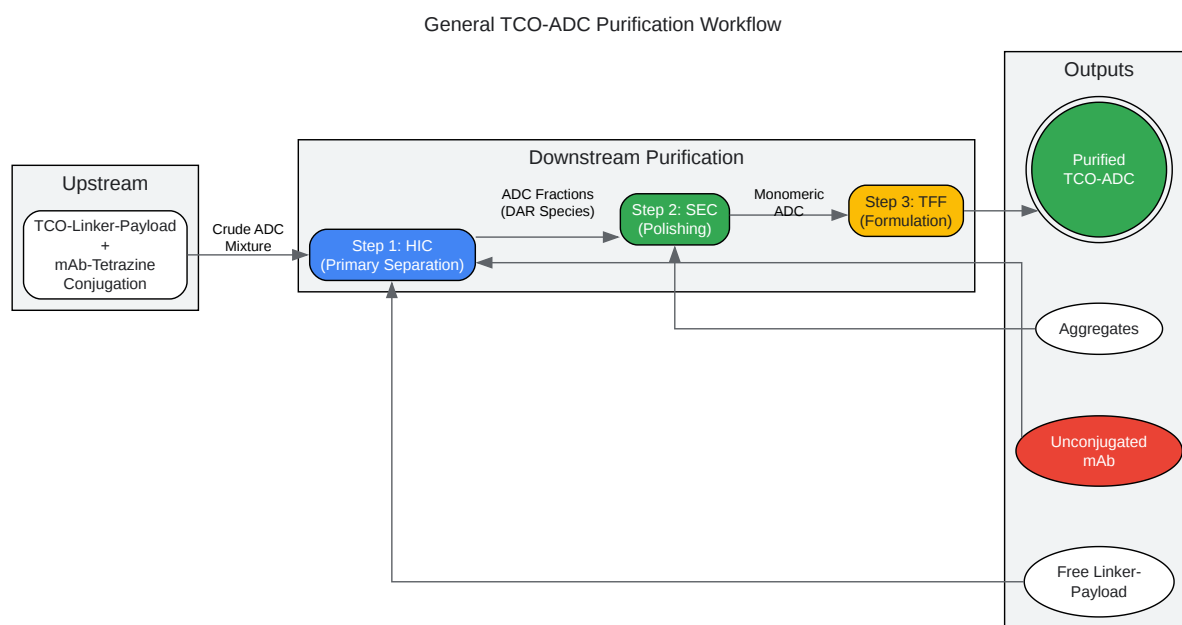 General TCO-ADC Purification Workflow
Outputs
Purified
TCO-ADC
Downstream Purification
Upstream
TCO-Linker-Payload
+
mAb-Tetrazine
Conjugation
Crude ADC
Mixture
Step 1: HIC
(Primary Separation)
ADC Fractions
(DAR Species)
Step 2: SEC
(Polishing)
Monomeric
ADC
Step 3: TFF
(Formulation)
Aggregates
Unconjugated
mAb
Free Linker-
Payload